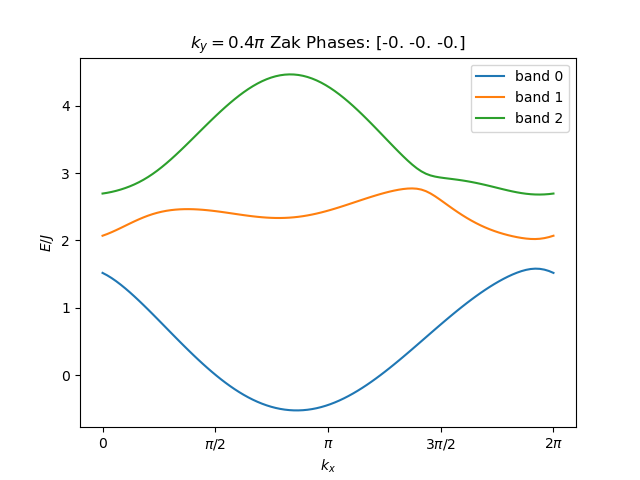 $k_y = 0.4\pi$ Zak Phases: [-0. -0. -0.]
band 0
band 1
band 2
E/J
4
3
2
1
0
0
π/2
π
3π/2
2π
$k_x$